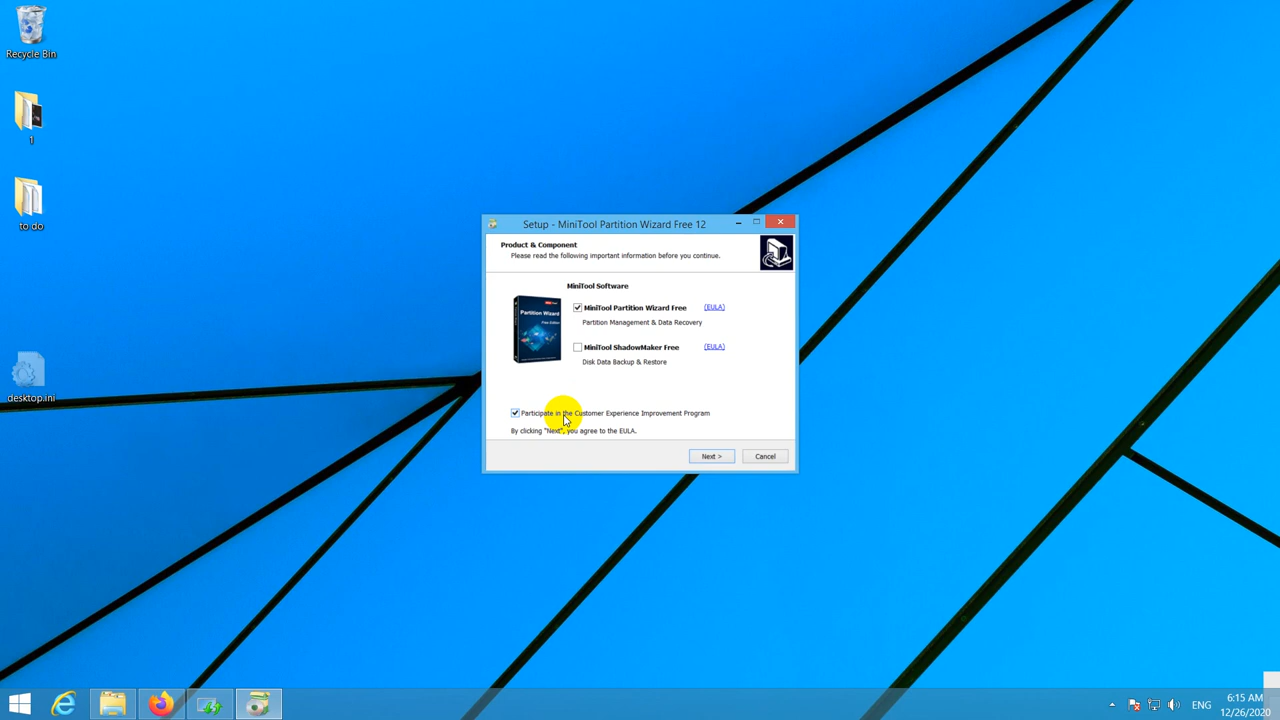 Recycle Bin
1
to do
desktop.ini
Setup - MiniTool Partition Wizard Free 12
Product & Component
Please read the following important information before you continue.
MiniTool Software
Partition Wizard
MiniTool Partition Wizard Free
(EULA)
Partition Management & Data Recovery
MiniTool ShadowMaker Free
(EULA)
Disk Data Backup & Restore
Participate in the Customer Experience Improvement Program
By clicking "Next", you agree to the EULA.
Next >
Cancel
ENG
6:15 AM
12/26/2020